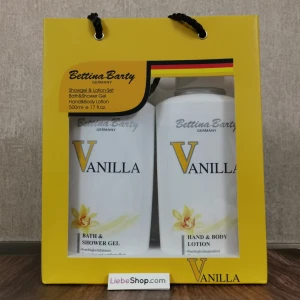 Bettina Barty
GERMANY
Showgel & Lotion Set
Bath&Shower Gel
Hand&Body Lotion
500ml ℮ 17 fl.oz.
Bettina Barty
GERMANY
VANILLA
BATH &
SHOWER GEL
Bettina Barty
GERMANY
VANILLA
HAND & BODY
LOTION
VANILLA
LiebeShop.com